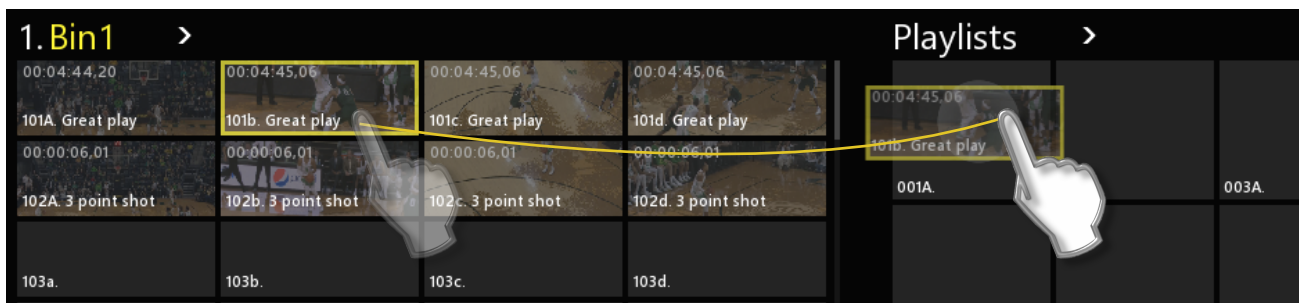 1. Bin1 >
Playlists >
00:04:44,20
00:04:45,06
00:04:45,06
00:04:45,06
00:04:45,06
101A. Great play
101b. Great play
101c. Great play
101d. Great play
101b. Great play
00:00:06,01
00:00:06,01
00:00:06,01
00:00:06,01
001A.
003A.
102A. 3 point shot
102b. 3 point shot
102c. 3 point shot
102d. 3 point shot
103a.
103b.
103c.
103d.